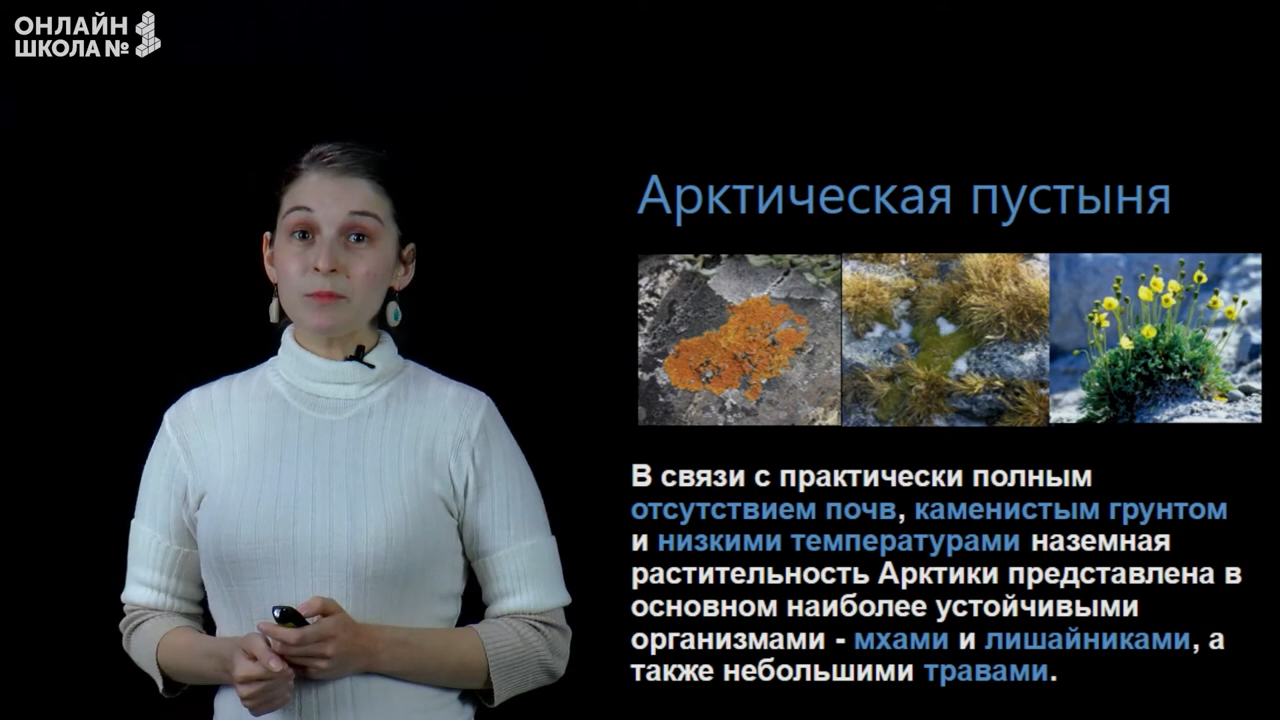 ОНЛАЙН
ШКОЛА № 1
Арктическая пустыня
В связи с практически полным
отсутствием почв, каменистым грунтом
и низкими температурами наземная
растительность Арктики представлена в
основном наиболее устойчивыми
организмами - мхами и лишайниками, а
также небольшими травами.